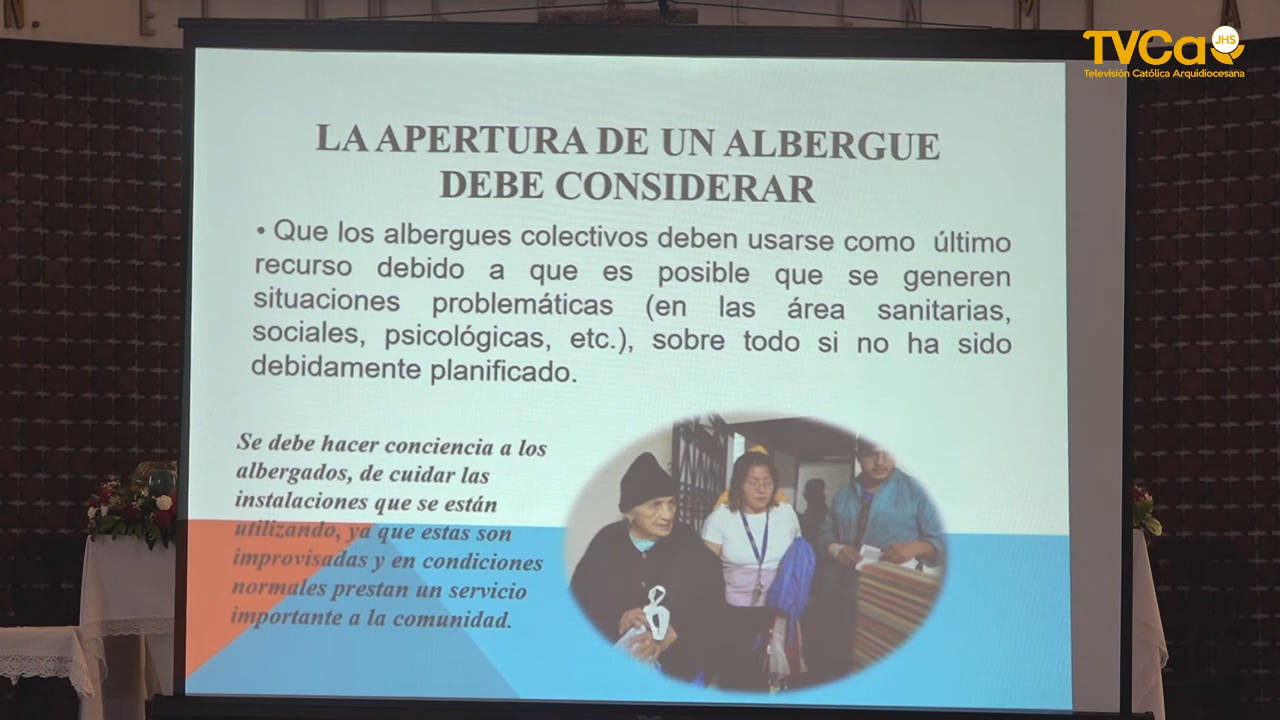 TVCa
JHS
Televisión Católica Arquidiocesana
LA APERTURA DE UN ALBERGUE
DEBE CONSIDERAR
• Que los albergues colectivos deben usarse como último
recurso debido a que es posible que se generen
situaciones problemáticas (en las área sanitarias,
sociales, psicológicas, etc.), sobre todo si no ha sido
debidamente planificado.
Se debe hacer conciencia a los
albergados, de cuidar las
instalaciones que se están
utilizando, ya que estas son
improvisadas y en condiciones
normales prestan un servicio
importante a la comunidad.